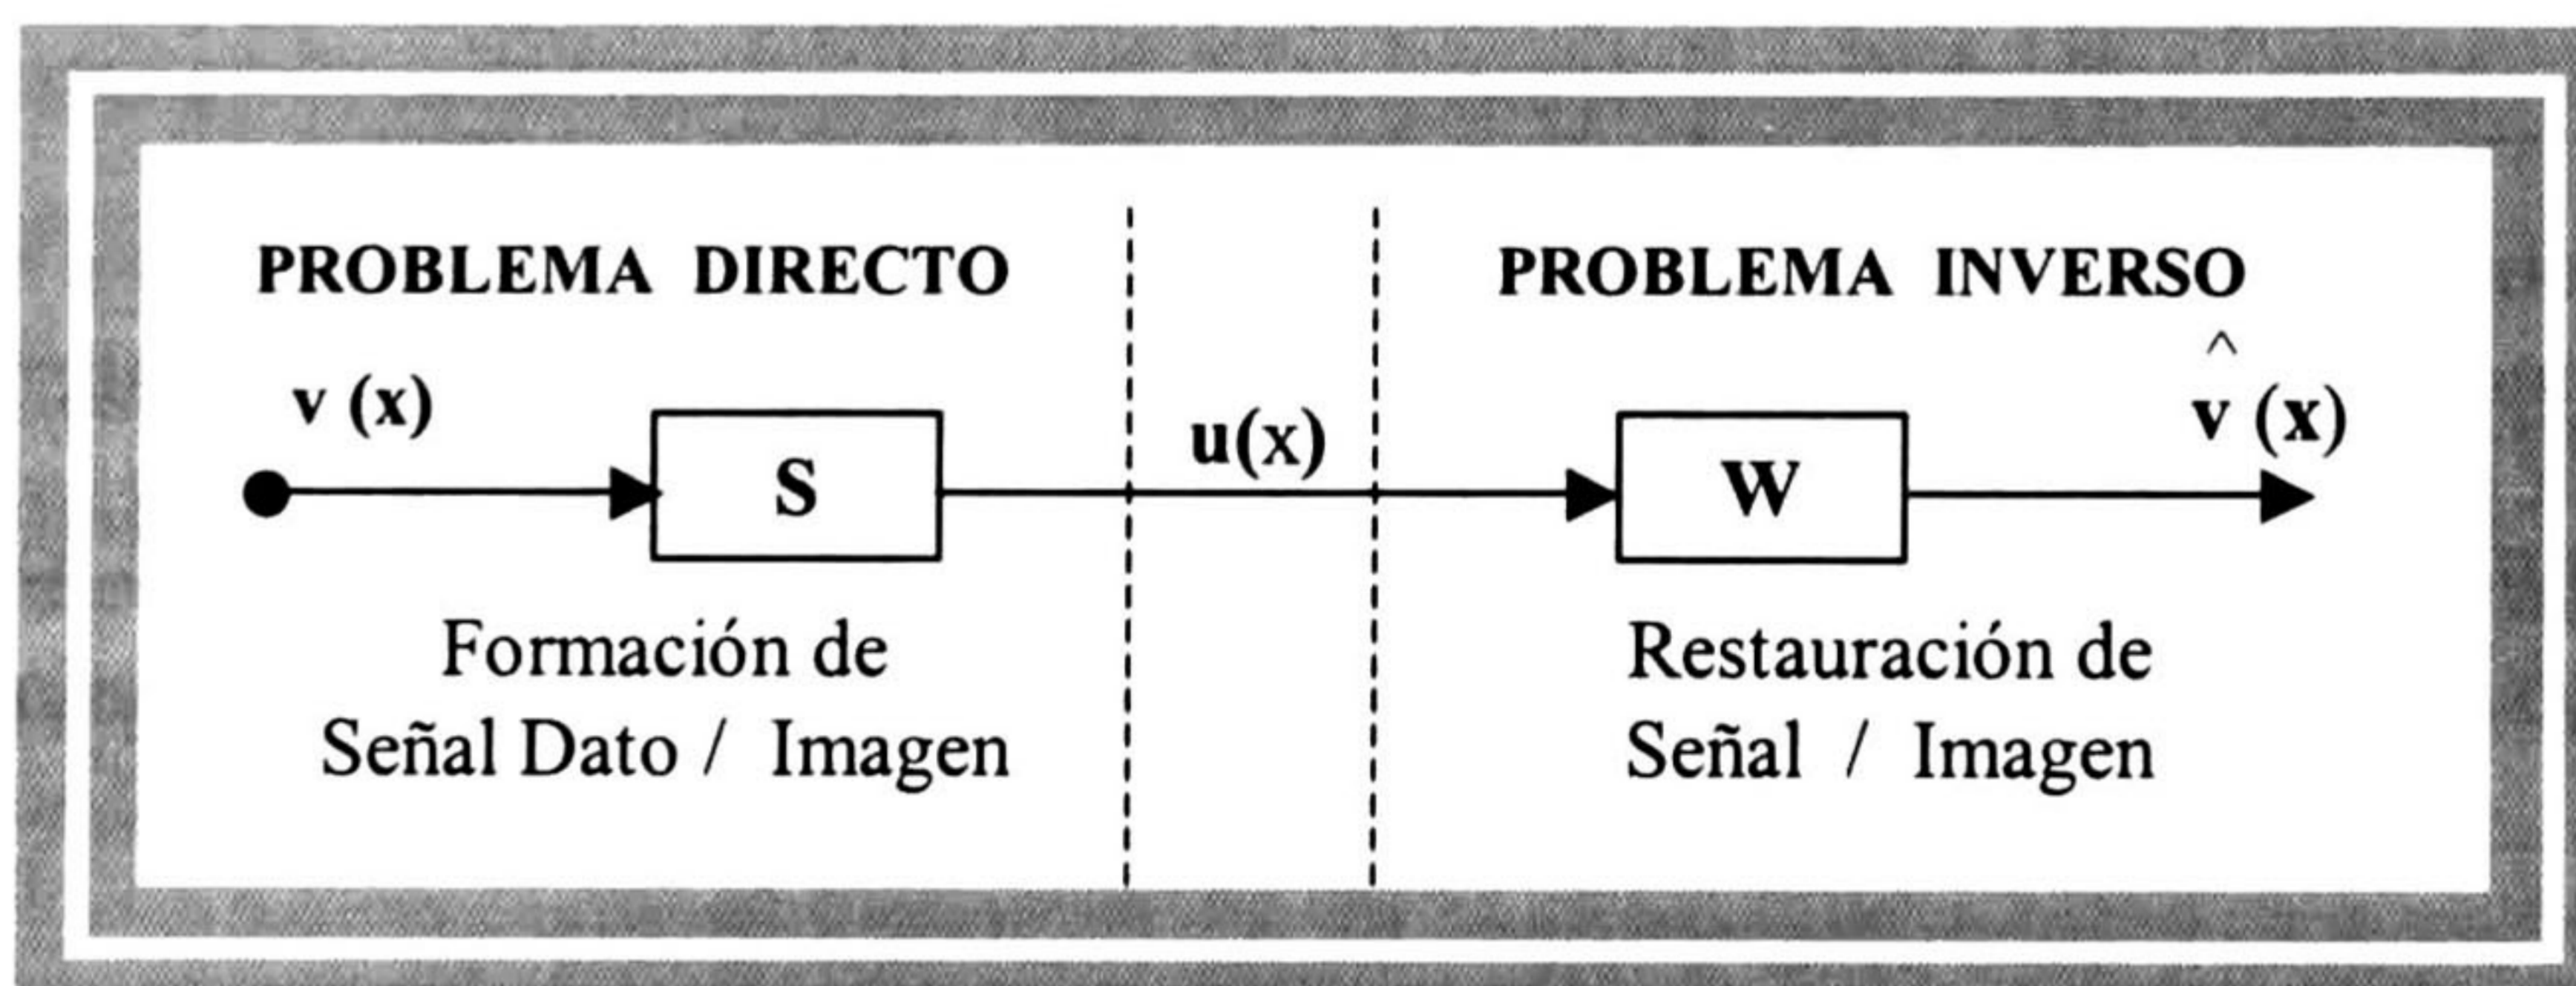 PROBLEMA DIRECTO
v (x)
S
Formación de
Señal Dato / Imagen
u(x)
PROBLEMA INVERSO
^
v (x)
W
Restauración de
Señal / Imagen